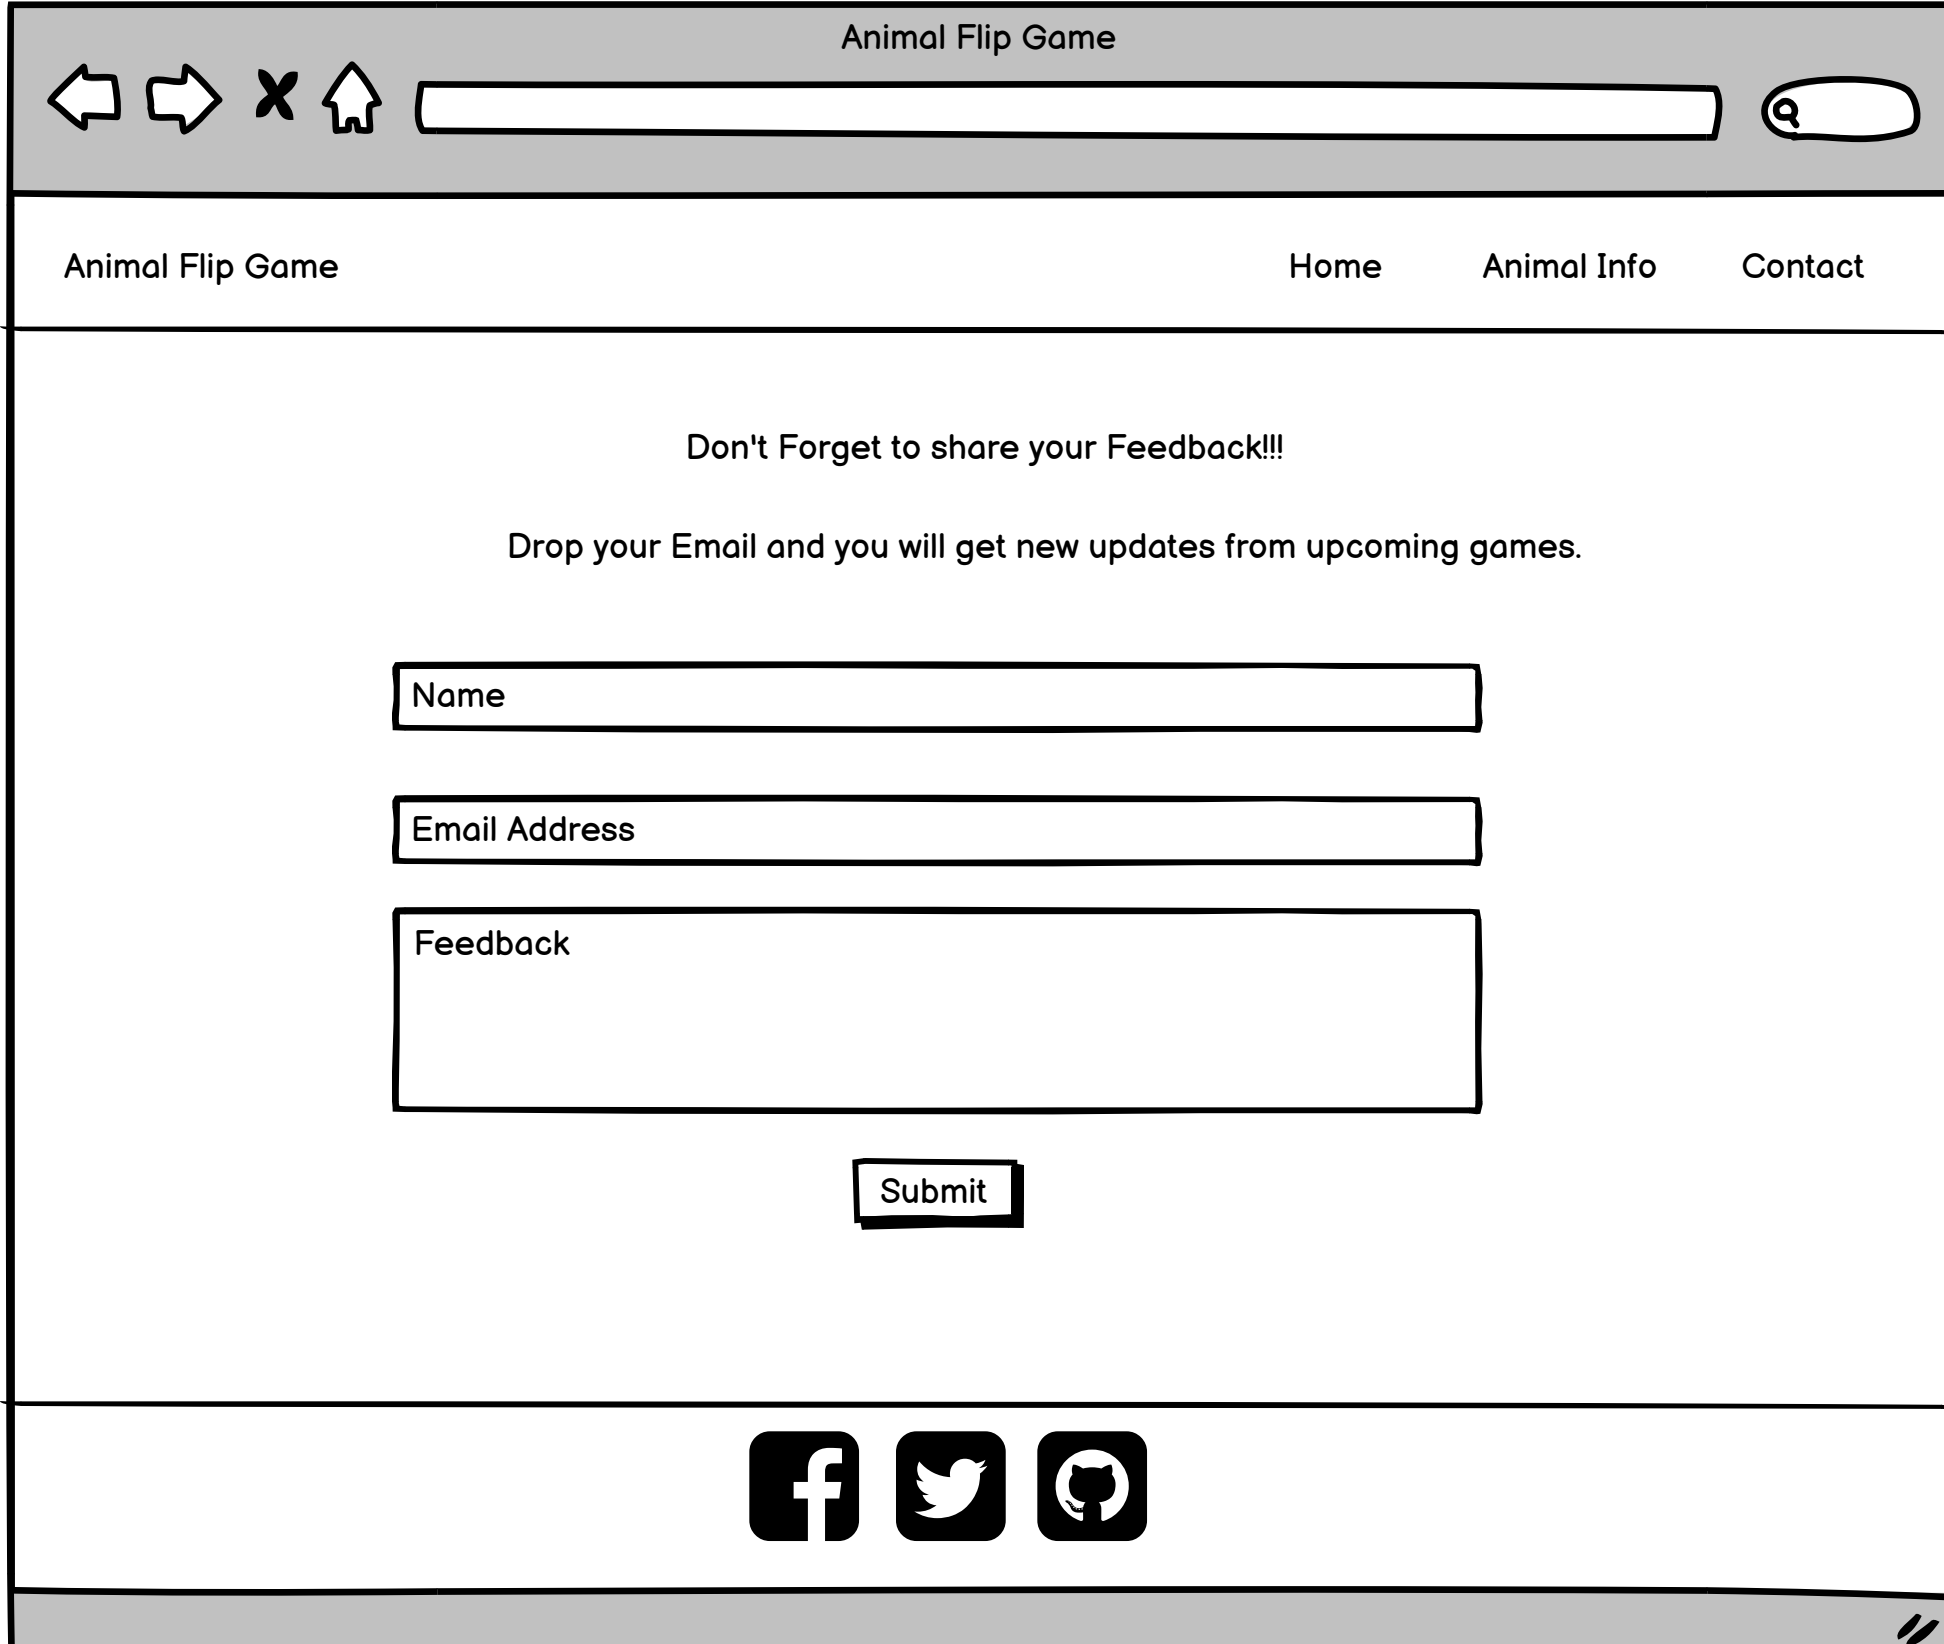 Animal Flip Game
Animal Flip Game
Home
Animal Info
Contact
Don't Forget to share your Feedback!!!
Drop your Email and you will get new updates from upcoming games.
Name
Email Address
Feedback
Submit